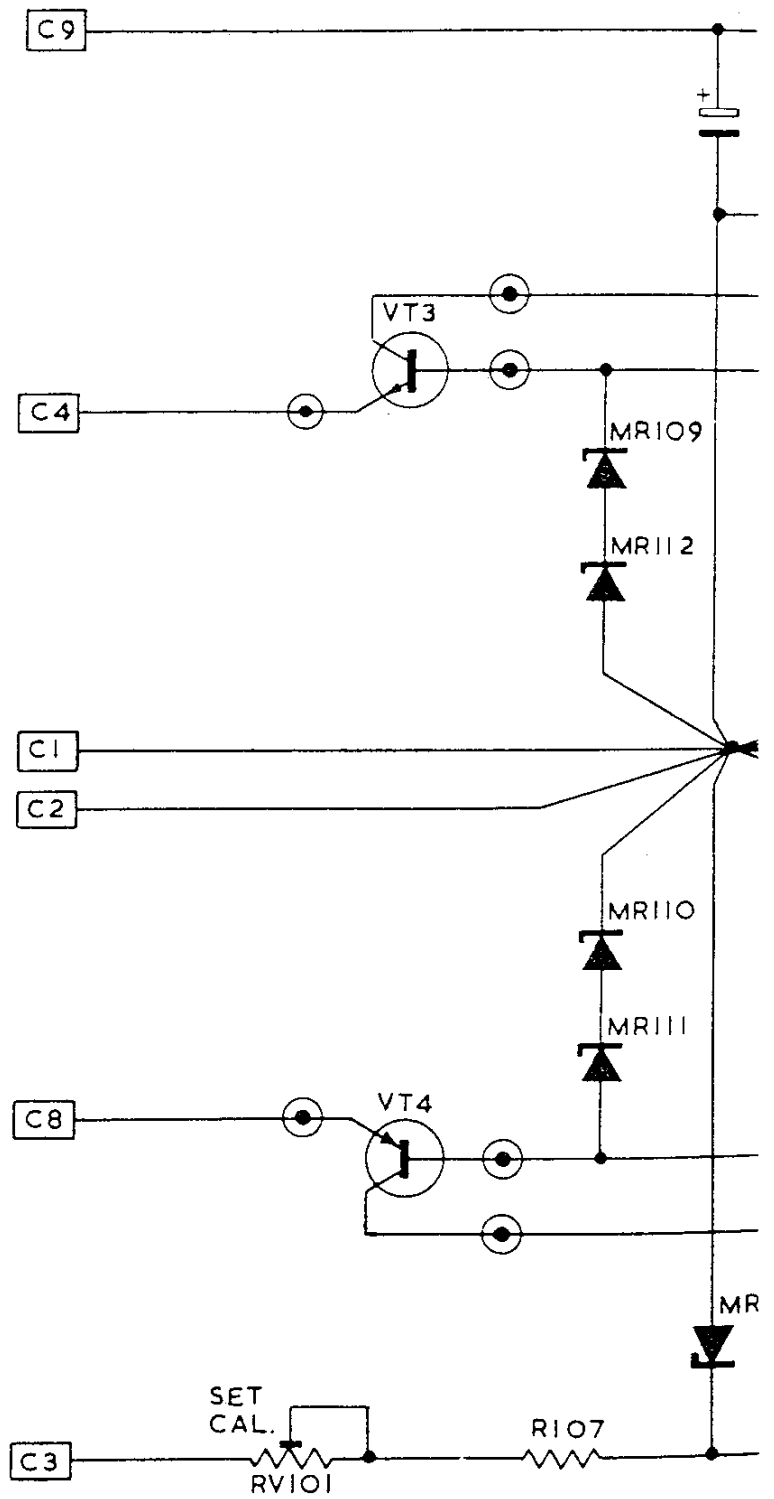 C9
+
VT3
C4
MR109
MR112
C1
C2
MR110
MR111
VT4
C8
MR
SET
CAL.
R107
C3
RV101